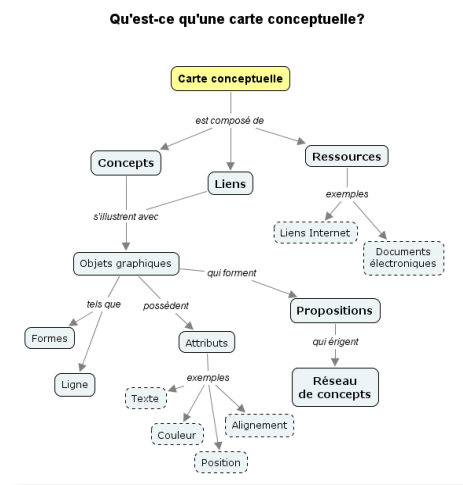 Qu'est-ce qu'une carte conceptuelle?
Carte conceptuelle
est composé de
Concepts
Liens
Ressources
exemples
s'illustrent avec
Liens Internet
Documents
électroniques
Objets graphiques
qui forment
tels que
possèdent
Propositions
Formes
Attributs
qui érigent
Ligne
exemples
Réseau
de concepts
Texte
Couleur
Alignement
Position